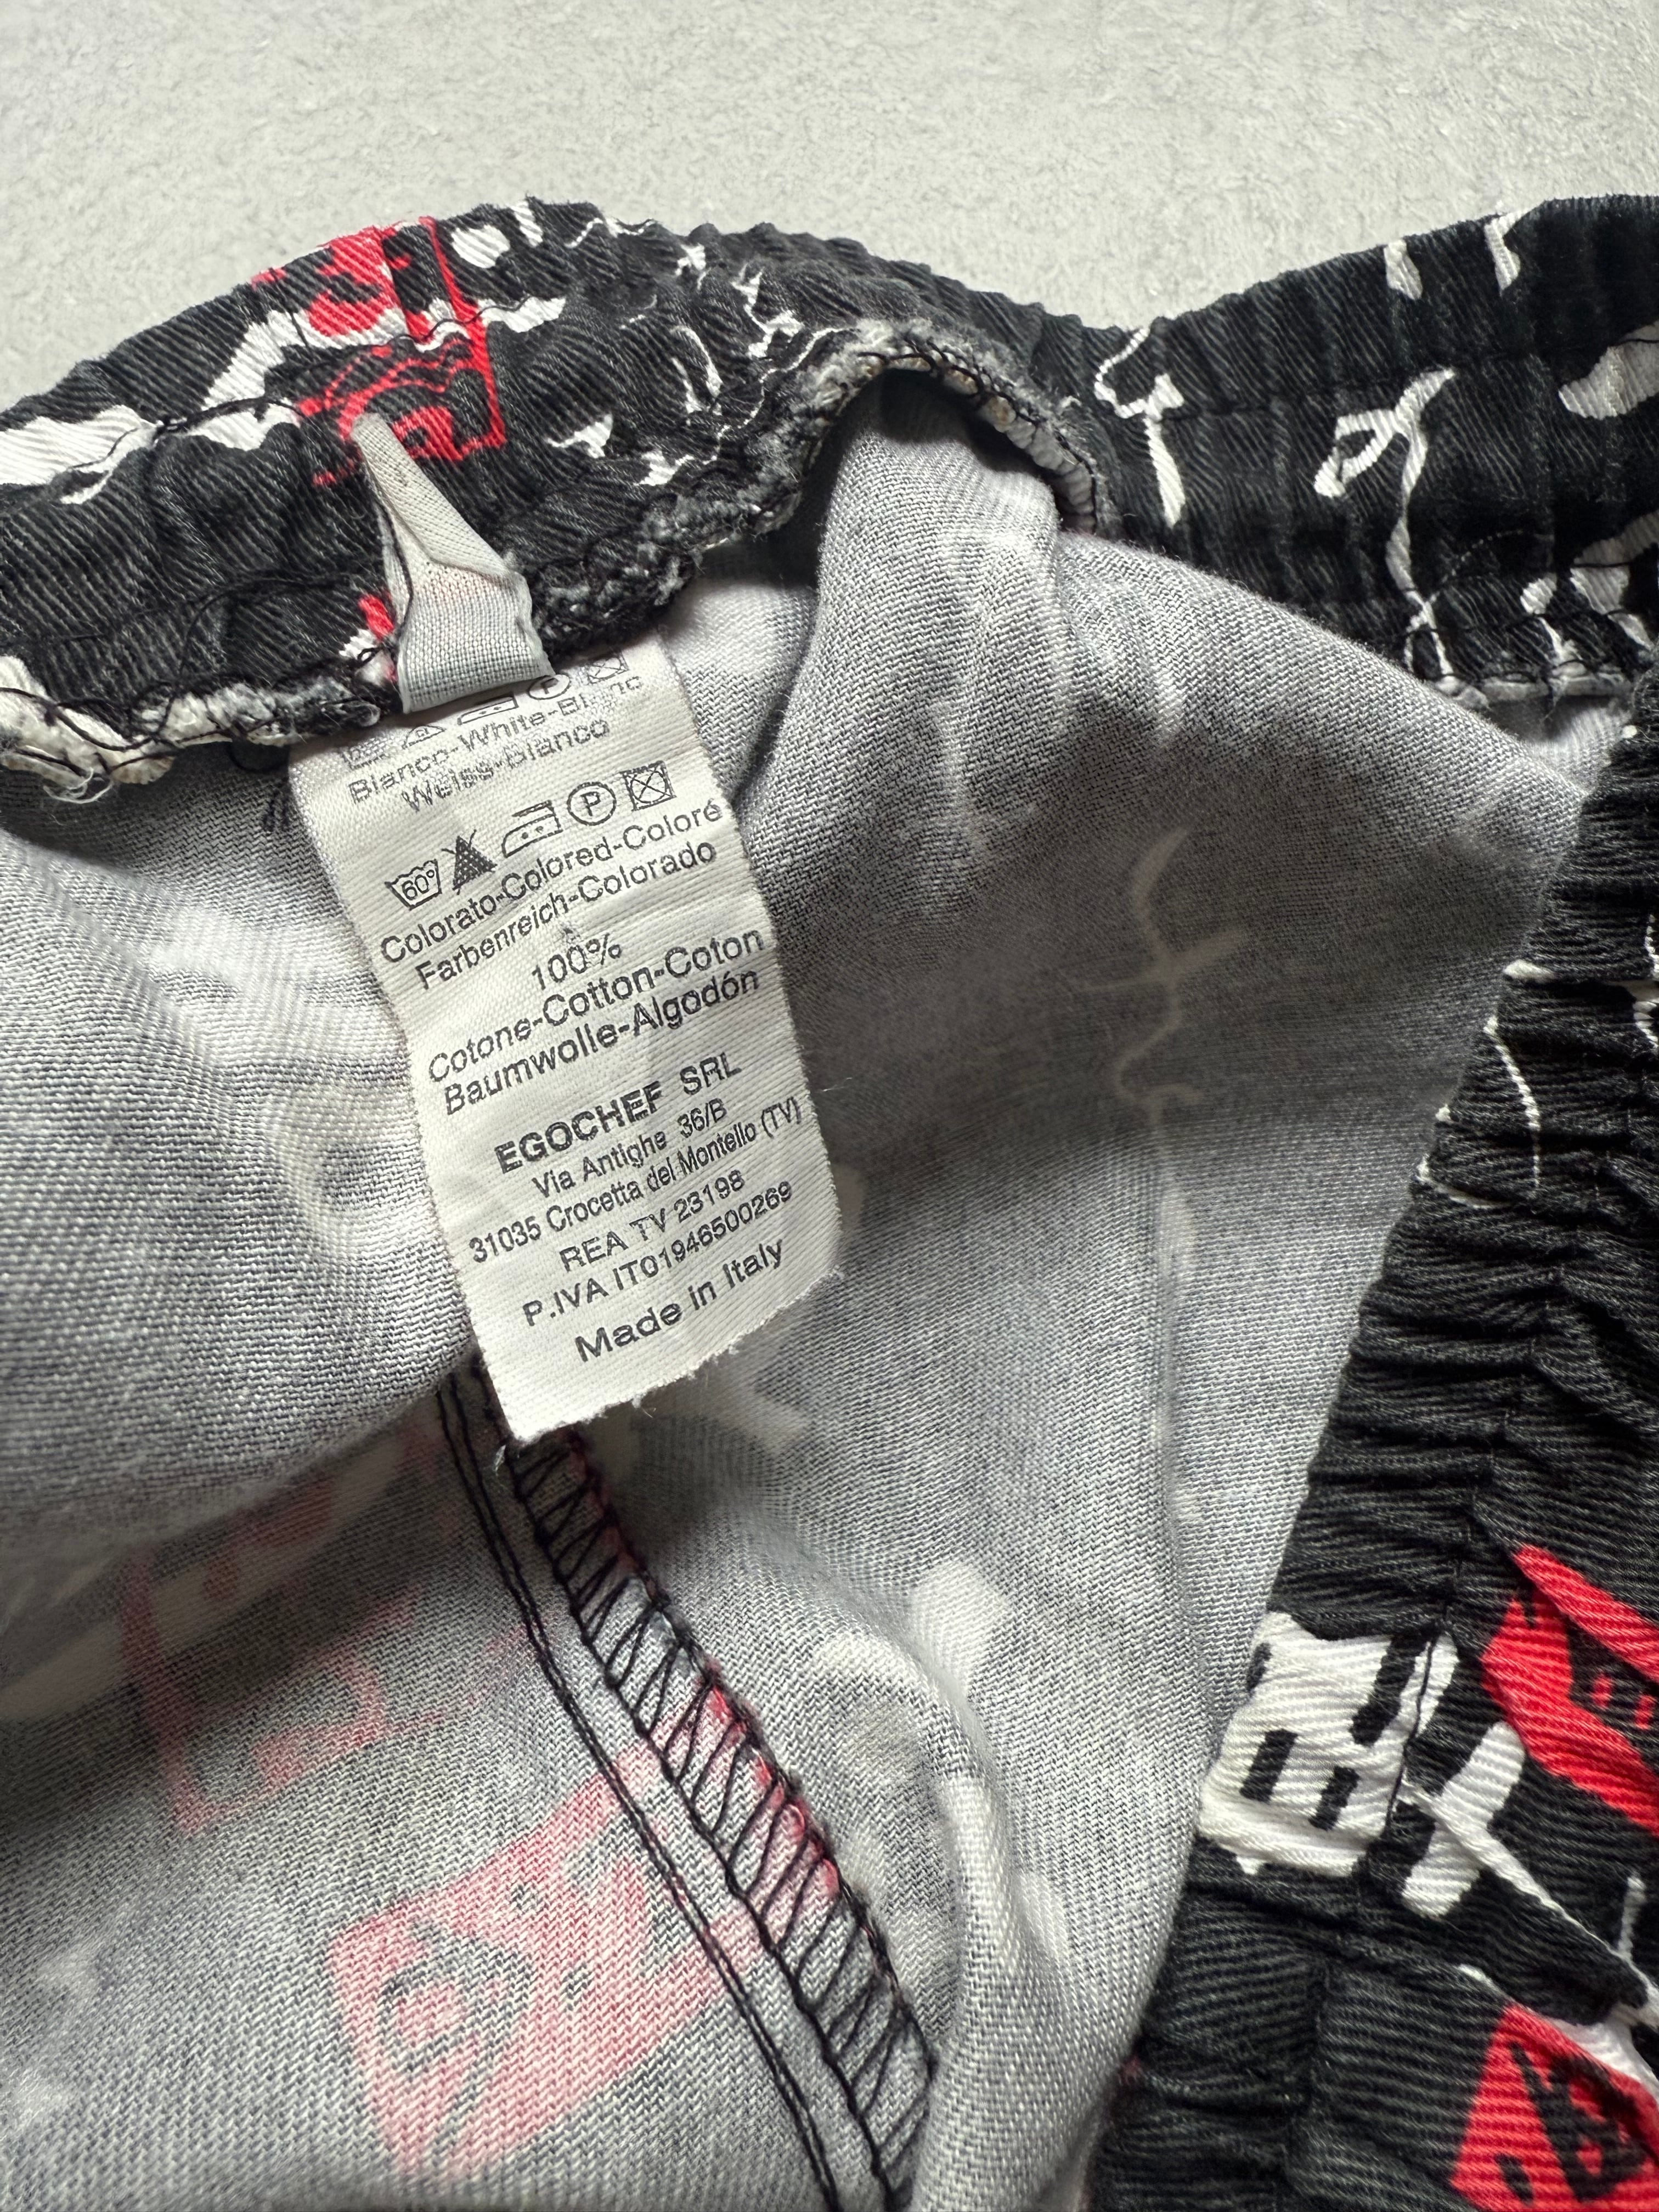 Bianco-White-Blanc
Weiss-Blanco
60° P
Colorato-Colored-Coloré
Farbenreich-Colorado
100%
Cotone-Cotton-Coton
Baumwolle-Algodón
EGOCHEF SRL
Via Antighe 36/B
31035 Crocetta del Montello (TV)
REA TV 23198
P.IVA IT01946500269
Made in Italy